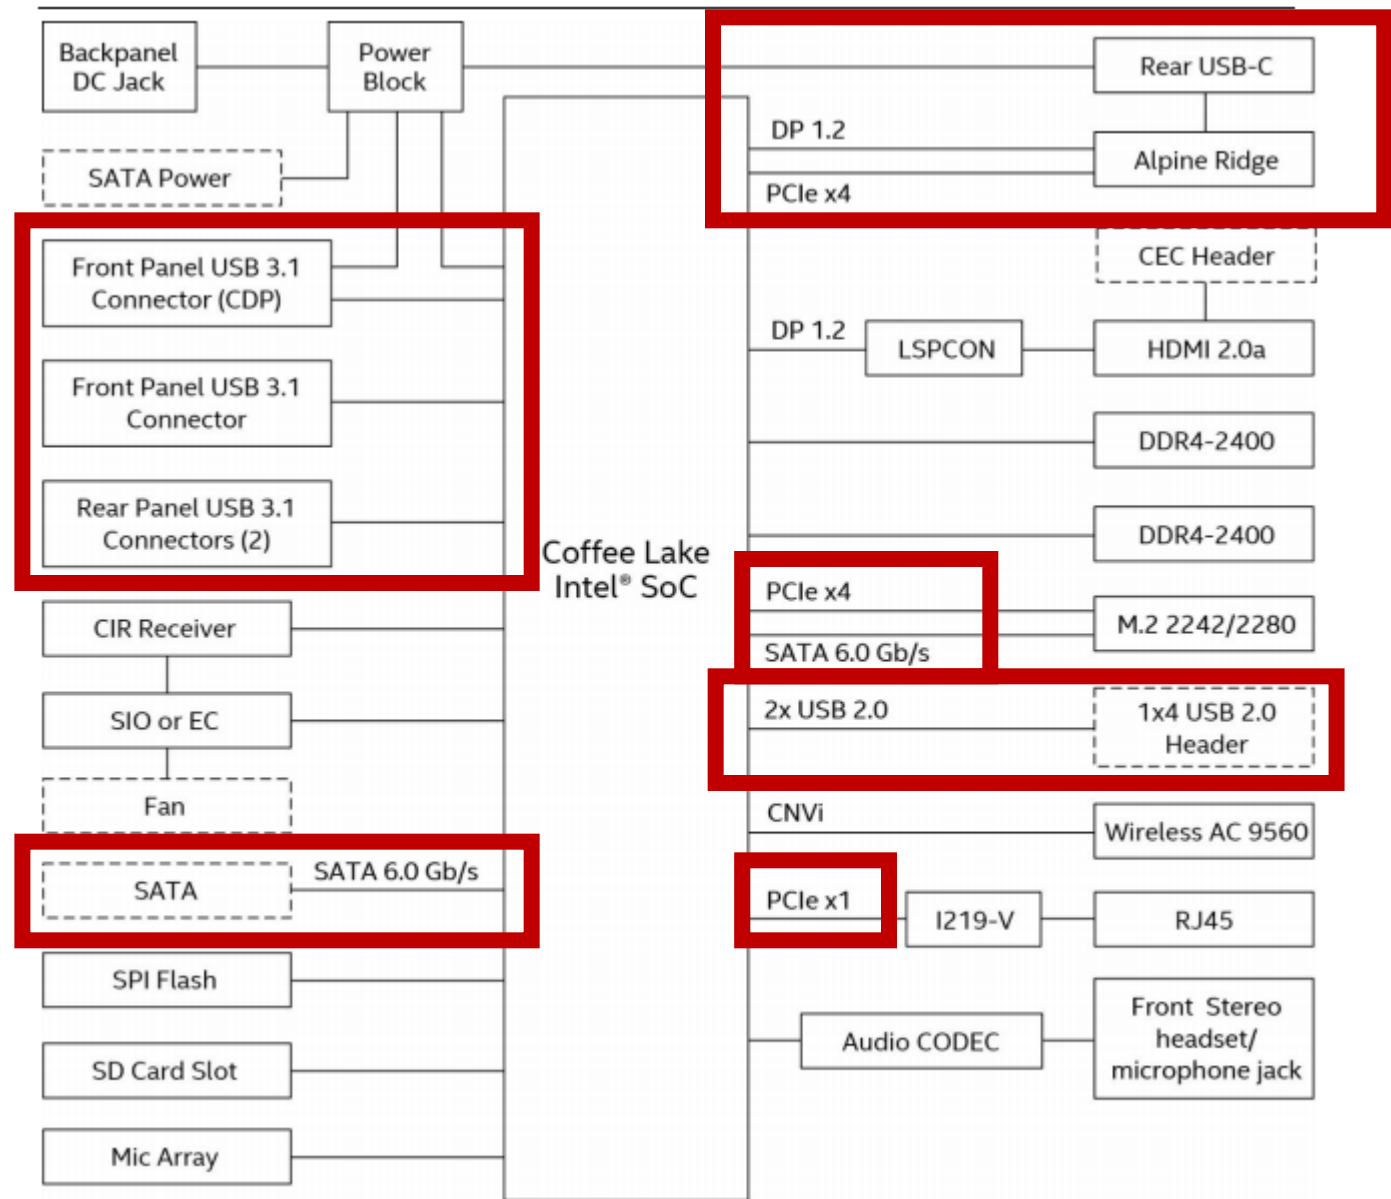 Backpanel
DC Jack
Power
Block
SATA Power
Front Panel USB 3.1
Connector (CDP)
Front Panel USB 3.1
Connector
Rear Panel USB 3.1
Connectors (2)
CIR Receiver
SIO or EC
Fan
SATA
SATA 6.0 Gb/s
SPI Flash
SD Card Slot
Mic Array
Coffee Lake
Intel® SoC
Rear USB-C
DP 1.2
Alpine Ridge
PCIe x4
CEC Header
DP 1.2
LSPCON
HDMI 2.0a
DDR4-2400
DDR4-2400
PCIe x4
M.2 2242/2280
SATA 6.0 Gb/s
2x USB 2.0
1x4 USB 2.0
Header
CNVi
Wireless AC 9560
PCIe x1
I219-V
RJ45
Audio CODEC
Front Stereo
headset/
microphone jack